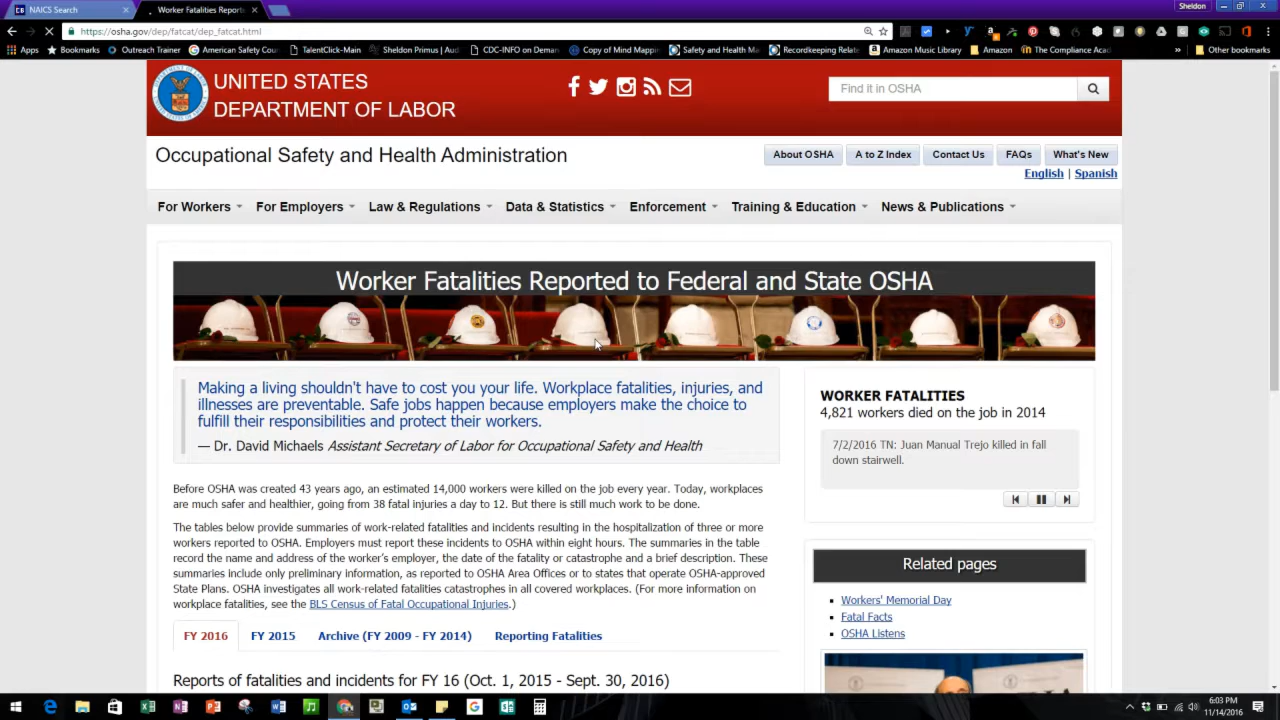 NAICS Search
Worker Fatalities Report
Sheldon
https://osha.gov/dep/fatcat/dep_fatcat.html
Apps
Bookmarks
Outreach Trainer
American Safety Coun
TalentClick-Main
Sheldon Primus | Aud
CDC-INFO on Deman
Copy of Mind Mappin
Safety and Health Ma
Recordkeeping Relate
Amazon Music Library
Amazon
The Compliance Acad
»
Other bookmarks
UNITED STATES
DEPARTMENT OF LABOR
Find it in OSHA
Occupational Safety and Health Administration
About OSHA
A to Z Index
Contact Us
FAQs
What's New
English | Spanish
For Workers
For Employers
Law & Regulations
Data & Statistics
Enforcement
Training & Education
News & Publications
Worker Fatalities Reported to Federal and State OSHA
Making a living shouldn't have to cost you your life. Workplace fatalities, injuries, and
illnesses are preventable. Safe jobs happen because employers make the choice to
fulfill their responsibilities and protect their workers.
— Dr. David Michaels Assistant Secretary of Labor for Occupational Safety and Health
WORKER FATALITIES
4,821 workers died on the job in 2014
7/2/2016 TN: Juan Manual Trejo killed in fall
down stairwell.
Before OSHA was created 43 years ago, an estimated 14,000 workers were killed on the job every year. Today, workplaces
are much safer and healthier, going from 38 fatal injuries a day to 12. But there is still much work to be done.
The tables below provide summaries of work-related fatalities and incidents resulting in the hospitalization of three or more
workers reported to OSHA. Employers must report these incidents to OSHA within eight hours. The summaries in the table
record the name and address of the worker's employer, the date of the fatality or catastrophe and a brief description. These
summaries include only preliminary information, as reported to OSHA Area Offices or to states that operate OSHA-approved
State Plans. OSHA investigates all work-related fatalities catastrophes in all covered workplaces. (For more information on
workplace fatalities, see the BLS Census of Fatal Occupational Injuries.)
Related pages
Workers' Memorial Day
Fatal Facts
OSHA Listens
FY 2016
FY 2015
Archive (FY 2009 - FY 2014)
Reporting Fatalities
Reports of fatalities and incidents for FY 16 (Oct. 1, 2015 - Sept. 30, 2016)
6:03 PM
11/14/2016